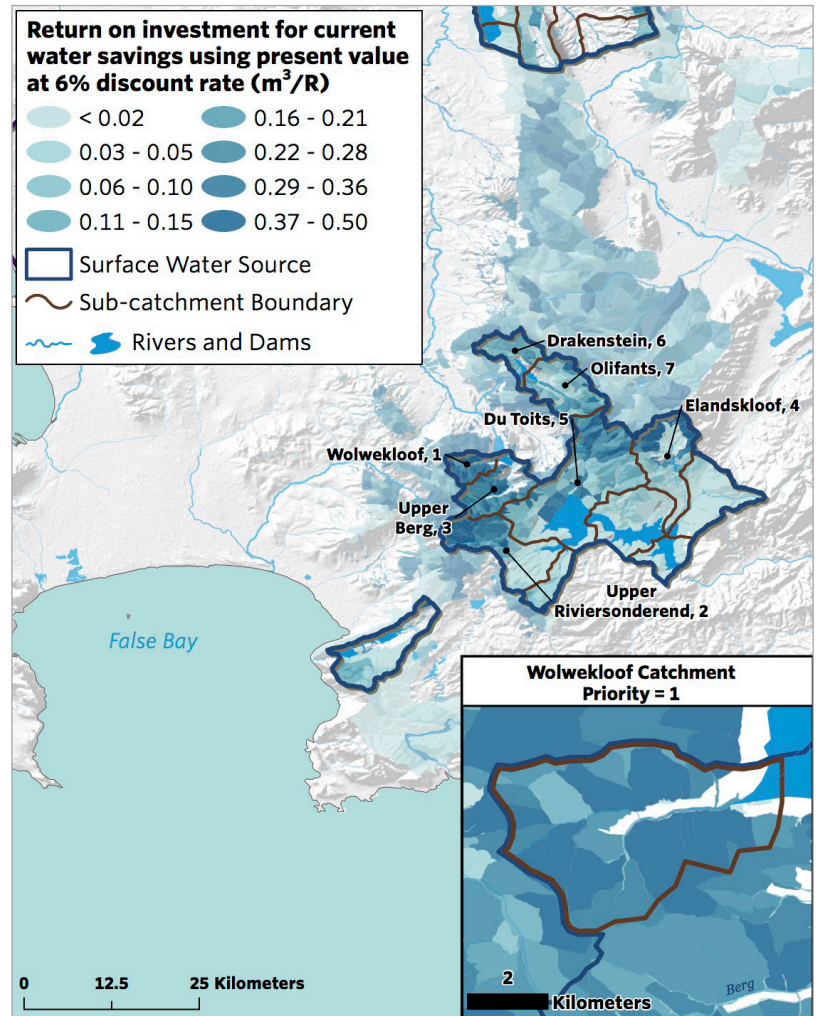 Return on investment for current
water savings using present value
at 6% discount rate (m³/R)
< 0.02
0.16 - 0.21
0.03 - 0.05
0.22 - 0.28
0.06 - 0.10
0.29 - 0.36
0.11 - 0.15
0.37 - 0.50
Surface Water Source
Sub-catchment Boundary
Rivers and Dams
Drakenstein, 6
Olifants, 7
Du Toits, 5
Elandskloof, 4
Wolwekloof, 1
Upper
Berg, 3
Upper
Riviersonderend, 2
False Bay
Wolwekloof Catchment
Priority = 1
Berg
2
Kilometers
0 12.5 25 Kilometers